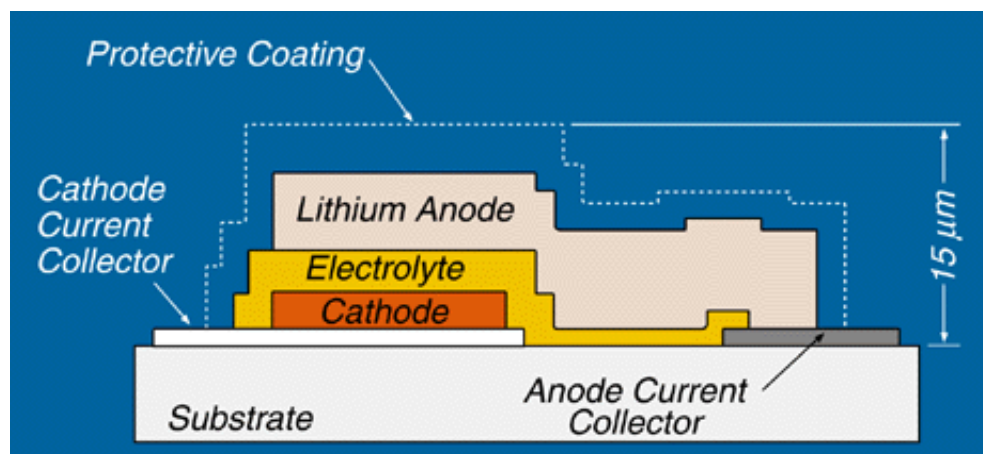 Protective Coating
Cathode
Current
Collector
Lithium Anode
Electrolyte
Cathode
15 µm
Anode Current
Collector
Substrate